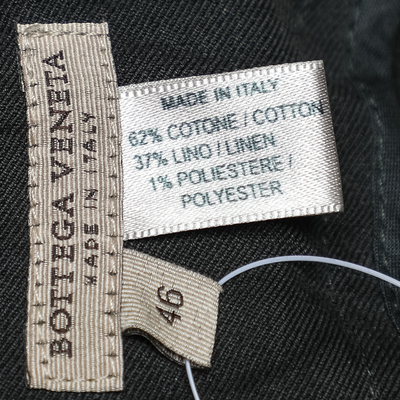 BOTTEGA VENETA
MADE IN ITALY
MADE IN ITALY
62% COTONE / COTTON
37% LINO / LINEN
1% POLIESTERE /
POLYESTER
46